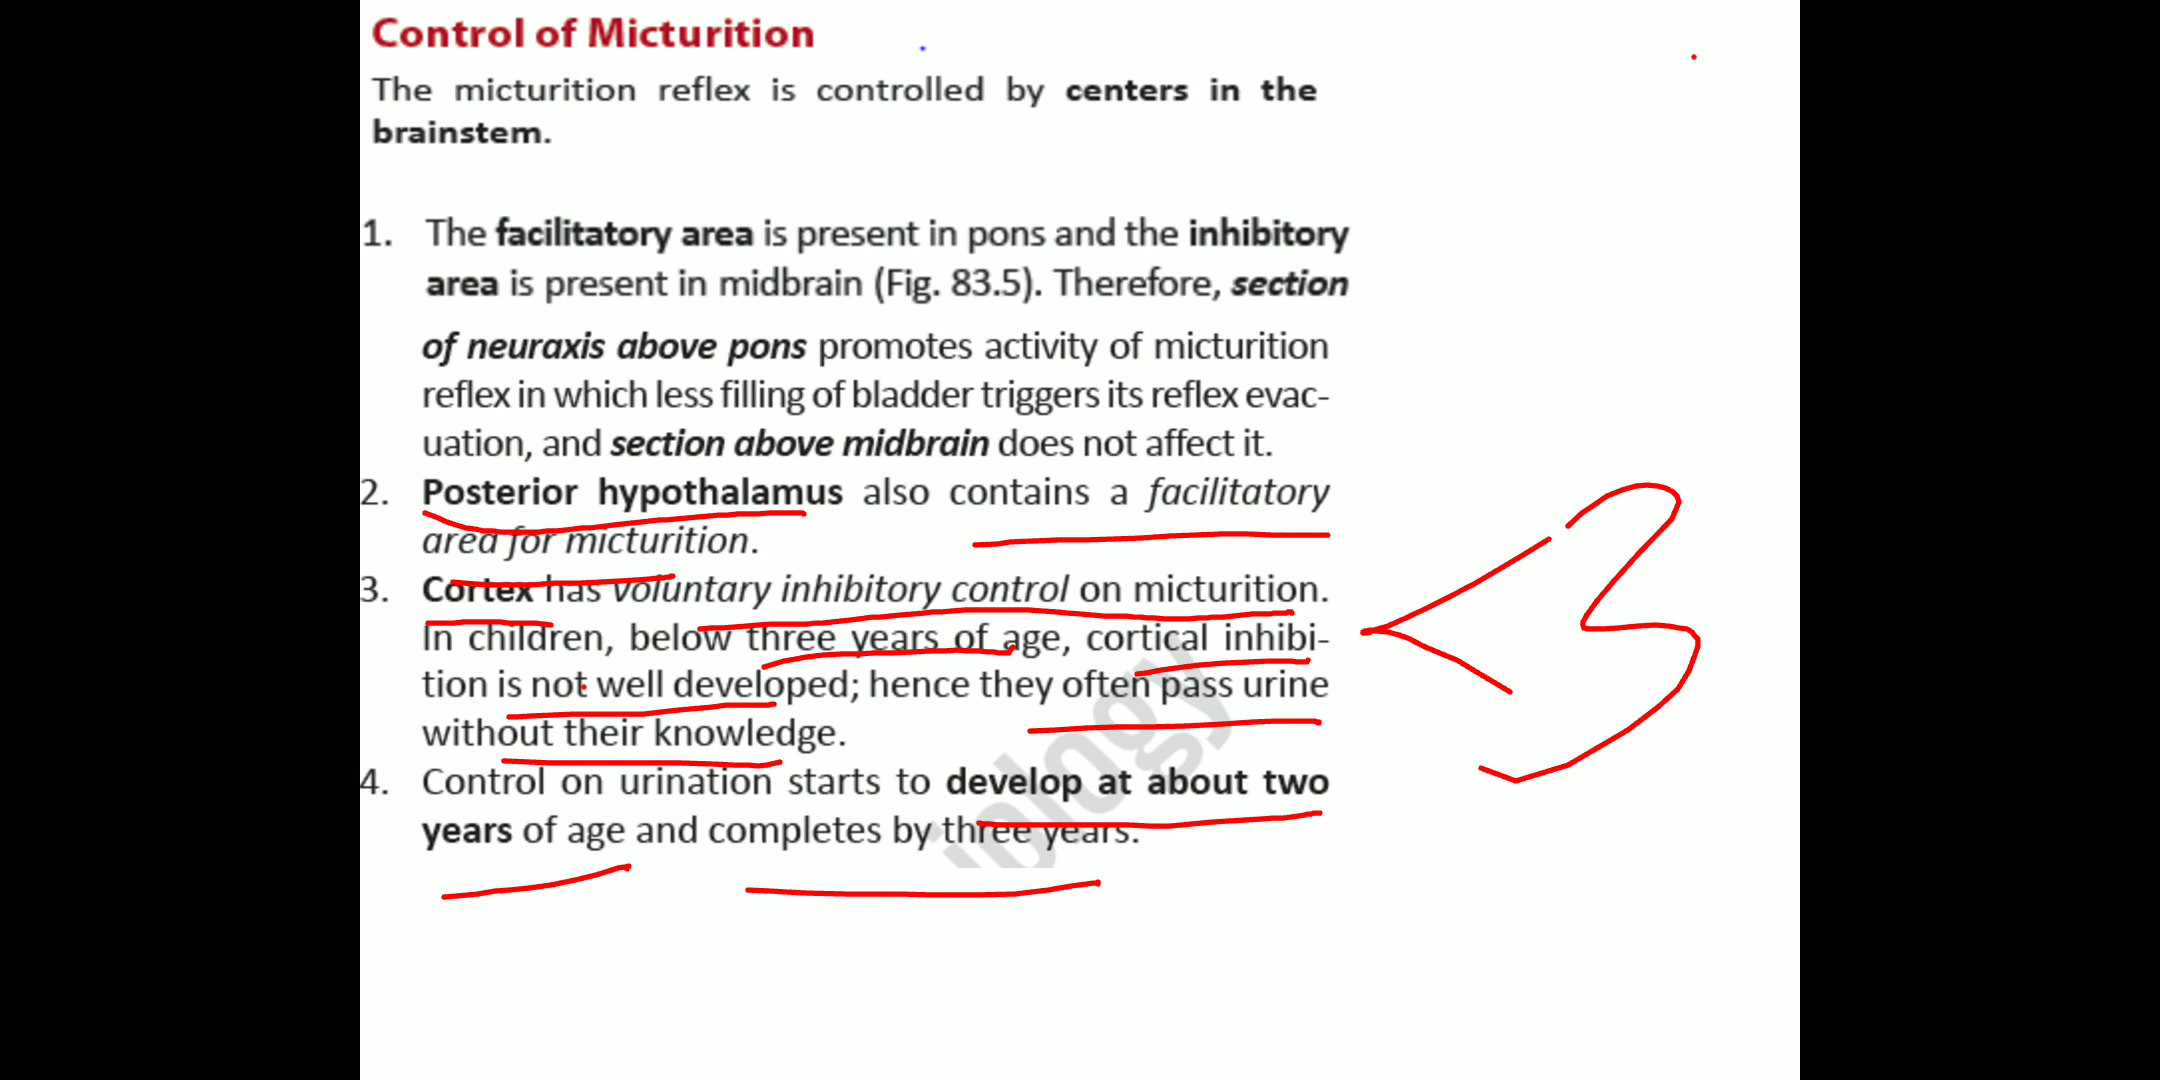 Control of Micturition
The micturition reflex is controlled by centers in the
brainstem.
1. The facilitatory area is present in pons and the inhibitory
area is present in midbrain (Fig. 83.5). Therefore, section
of neuraxis above pons promotes activity of micturition
reflex in which less filling of bladder triggers its reflex evac-
uation, and section above midbrain does not affect it.
2. Posterior hypothalamus also contains a facilitatory
area for micturition.
3. Cortex has voluntary inhibitory control on micturition.
In children, below three years of age, cortical inhibi-
tion is not well developed; hence they often pass urine
without their knowledge.
4. Control on urination starts to develop at about two
years of age and completes by three years.
<3
iology